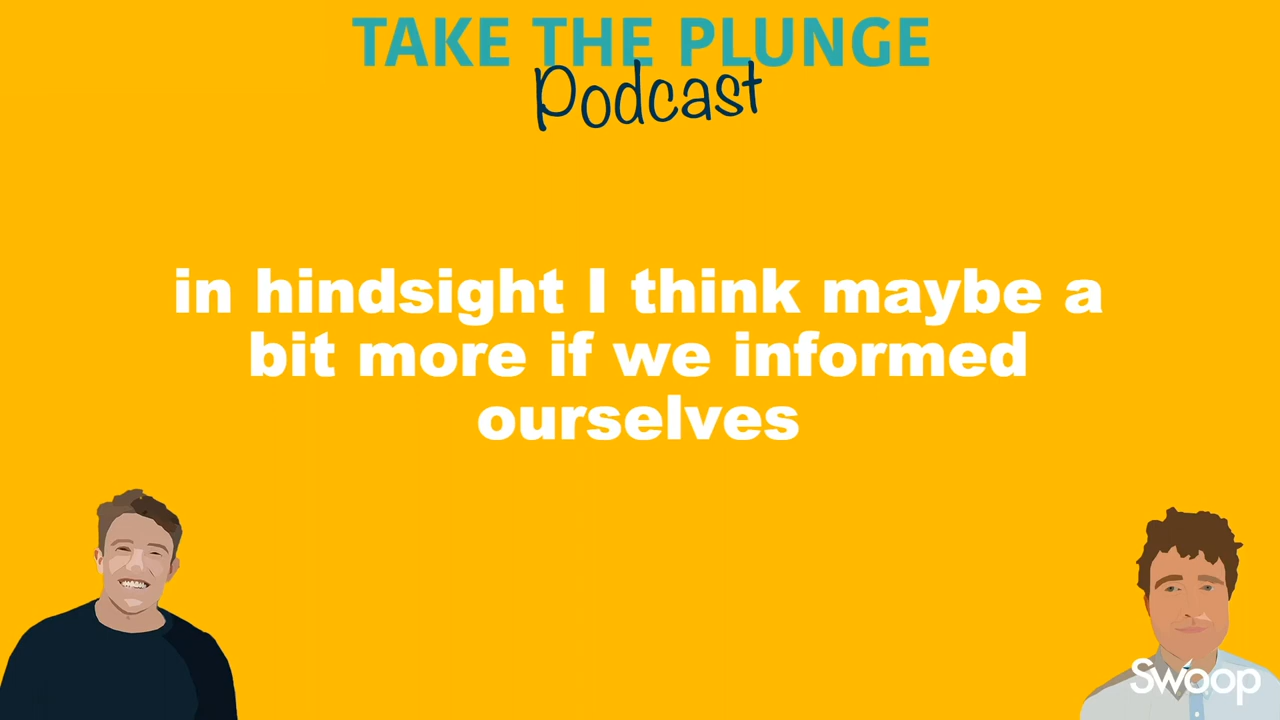 TAKE THE PLUNGE
Podcast
in hindsight I think maybe a
bit more if we informed
ourselves
Swoop